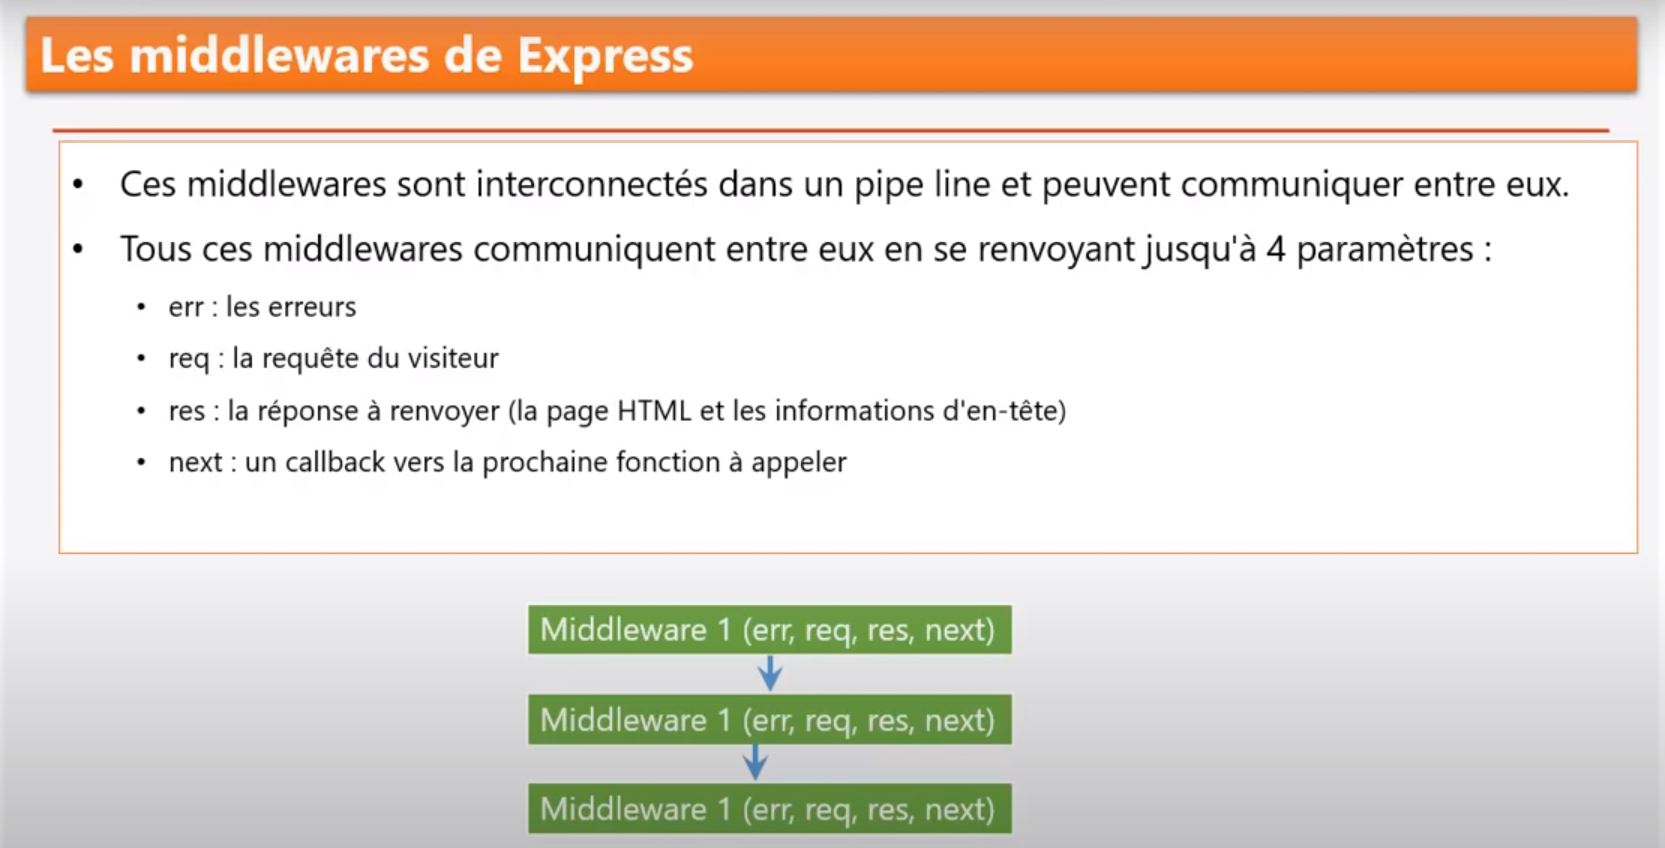 Les middlewares de Express
• Ces middlewares sont interconnectés dans un pipe line et peuvent communiquer entre eux.
• Tous ces middlewares communiquent entre eux en se renvoyant jusqu'à 4 paramètres :
• err : les erreurs
• req : la requête du visiteur
• res : la réponse à renvoyer (la page HTML et les informations d'en-tête)
• next : un callback vers la prochaine fonction à appeler
Middleware 1 (err, req, res, next)
Middleware 1 (err, req, res, next)
Middleware 1 (err, req, res, next)